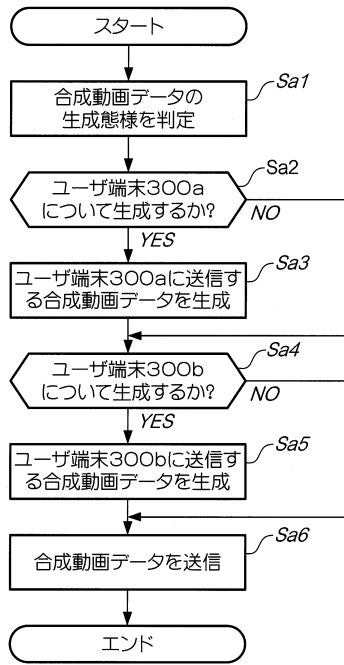 スタート
Sa1
合成動画データの
生成態様を判定
Sa2
ユーザ端末300a
について生成するか?
NO
YES
Sa3
ユーザ端末300aに送信す
る合成動画データを生成
Sa4
ユーザ端末300b
について生成するか?
NO
YES
Sa5
ユーザ端末300bに送信す
る合成動画データを生成
Sa6
合成動画データを送信
エンド